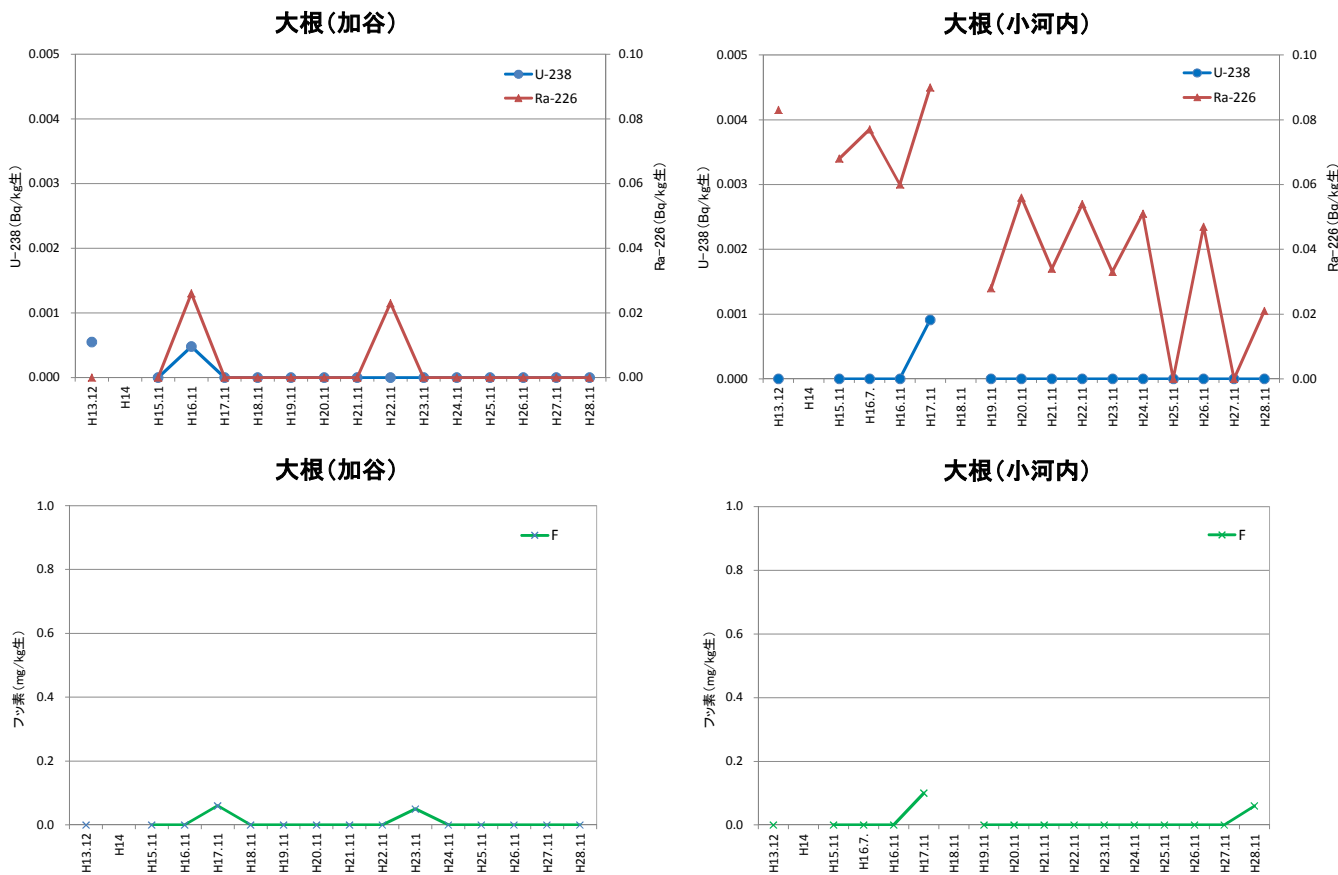 大根(加谷)
U-238
Ra-226
0.005
0.004
0.003
0.002
0.001
0.000
U-238(Bq/kg生)
0.10
0.08
0.06
0.04
0.02
0.00
Ra-226(Bq/kg生)
H13.12
H14
H15.11
H16.11
H17.11
H18.11
H19.11
H20.11
H21.11
H22.11
H23.11
H24.11
H25.11
H26.11
H27.11
H28.11
大根(小河内)
U-238
Ra-226
0.005
0.004
0.003
0.002
0.001
0.000
U-238(Bq/kg生)
0.10
0.08
0.06
0.04
0.02
0.00
Ra-226(Bq/kg生)
H13.12
H14
H15.11
H16.7.
H16.11
H17.11
H18.11
H19.11
H20.11
H21.11
H22.11
H23.11
H24.11
H25.11
H26.11
H27.11
H28.11
大根(加谷)
F
1.0
0.8
0.6
0.4
0.2
0.0
フッ素(mg/kg生)
H13.12
H14
H15.11
H16.11
H17.11
H18.11
H19.11
H20.11
H21.11
H22.11
H23.11
H24.11
H25.11
H26.11
H27.11
H28.11
大根(小河内)
F
1.0
0.8
0.6
0.4
0.2
0.0
フッ素(mg/kg生)
H13.12
H14
H15.11
H16.7.
H16.11
H17.11
H18.11
H19.11
H20.11
H21.11
H22.11
H23.11
H24.11
H25.11
H26.11
H27.11
H28.11